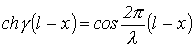 chγ(l − x) = cos 2π/λ (l − x)